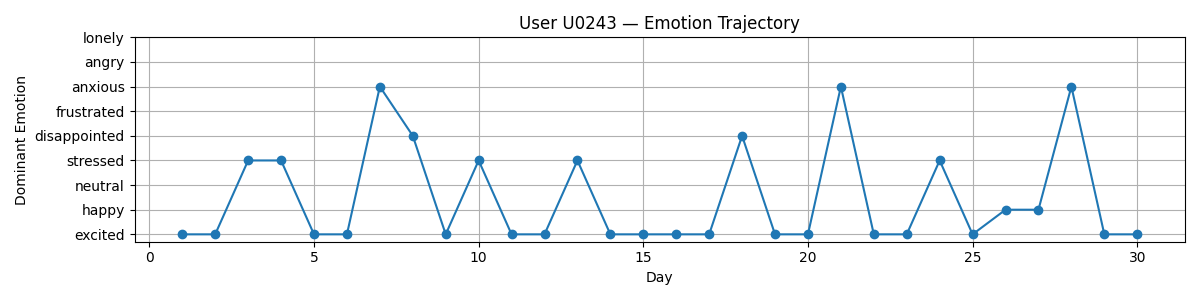 User U0243 — Emotion Trajectory
Dominant Emotion
lonely
angry
anxious
frustrated
disappointed
stressed
neutral
happy
excited
0 5 10 15 20 25 30
Day